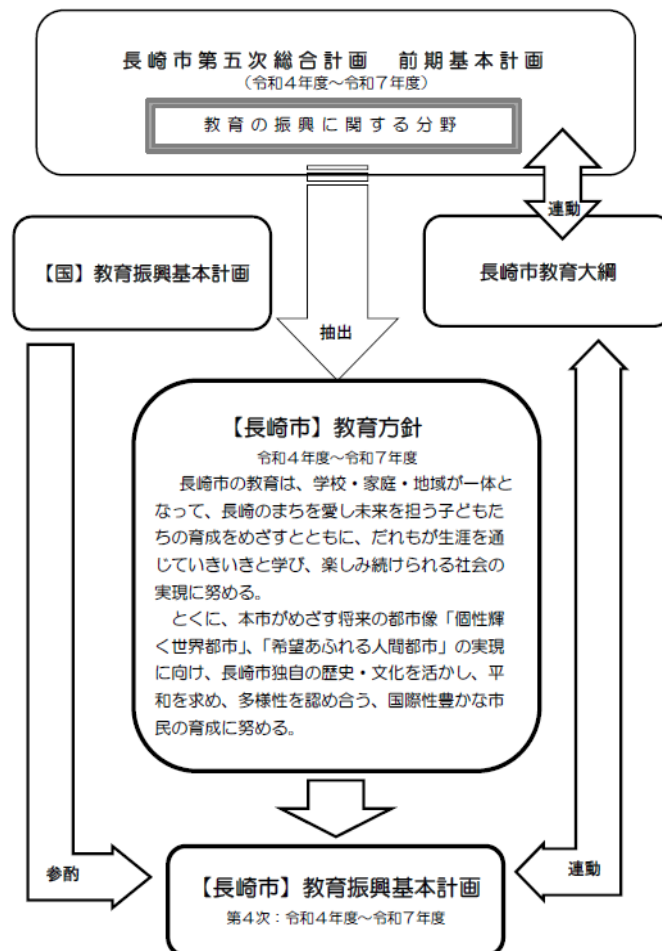 長崎市第五次総合計画　前期基本計画
（令和４年度～令和７年度）
教育の振興に関する分野
連動
【国】教育振興基本計画
長崎市教育大綱
抽出
【長崎市】教育方針
令和４年度～令和７年度
長崎市の教育は、学校・家庭・地域が一体と
なって、長崎のまちを愛し未来を担う子どもた
ちの育成をめざすとともに、だれもが生涯を通
じていきいきと学び、楽しみ続けられる社会の
実現に努める。
とくに、本市がめざす将来の都市像「個性輝
く世界都市」、「希望あふれる人間都市」の実現
に向け、長崎市独自の歴史・文化を活かし、平
和を求め、多様性を認め合う、国際性豊かな市
民の育成に努める。
参酌
連動
【長崎市】教育振興基本計画
第４次：令和４年度～令和７年度